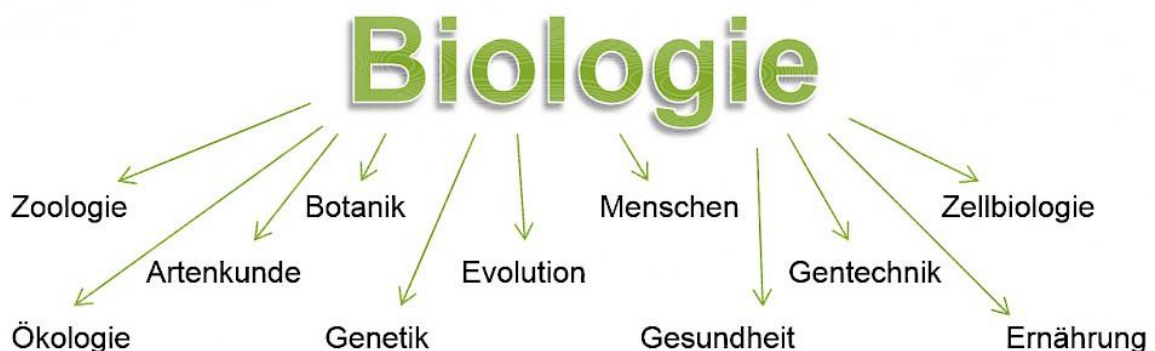 Biologie
Zoologie Botanik Menschen Zellbiologie
Artenkunde Evolution Gentechnik
Ökologie Genetik Gesundheit Ernährung